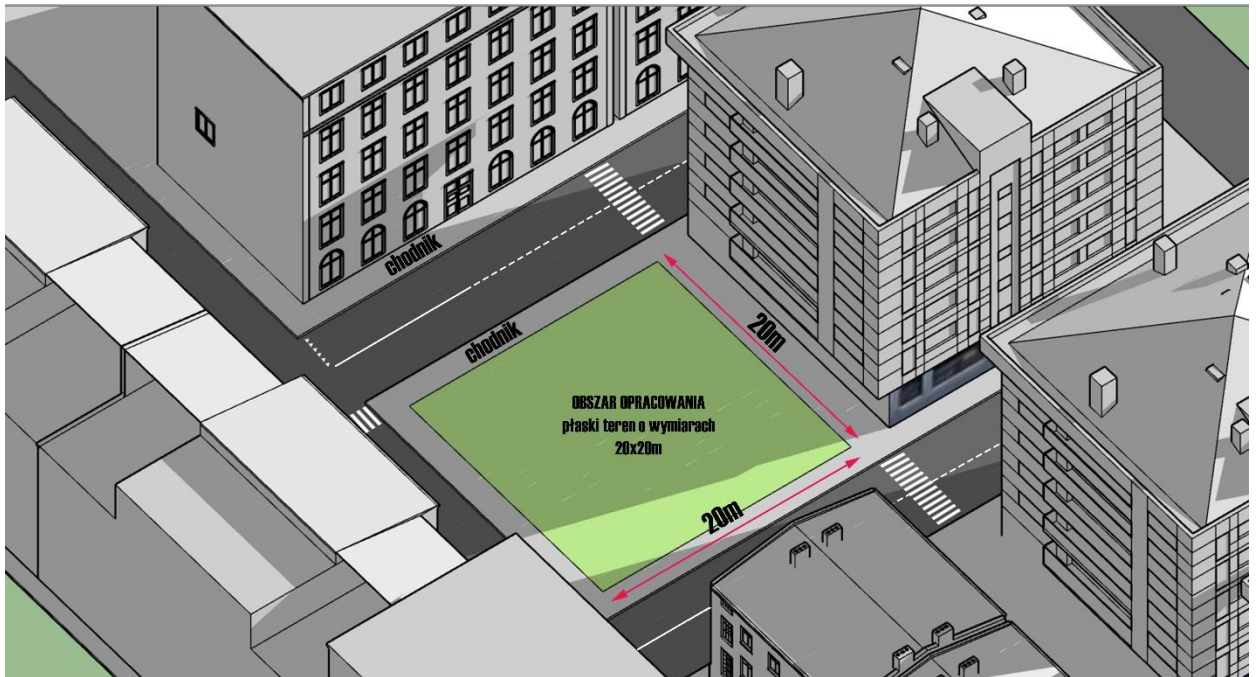 chodnik
chodnik
20m
OBSZAR OPRACOWANIA
płaski teren o wymiarach
20x20m
20m